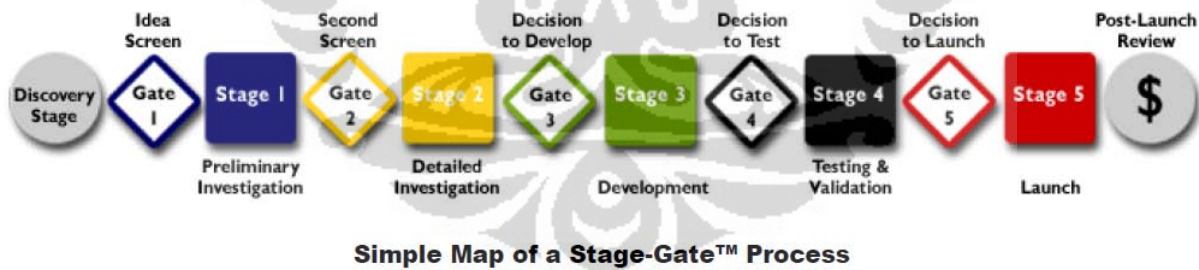 Idea
Screen
Second
Screen
Decision
to Develop
Decision
to Test
Decision
to Launch
Post-Launch
Review
Discovery
Stage
Gate
1
Stage 1
Gate
2
Stage 2
Gate
3
Stage 3
Gate
4
Stage 4
Gate
5
Stage 5
$
Preliminary
Investigation
Detailed
Investigation
Development
Testing &
Validation
Launch
Simple Map of a Stage-Gate™ Process